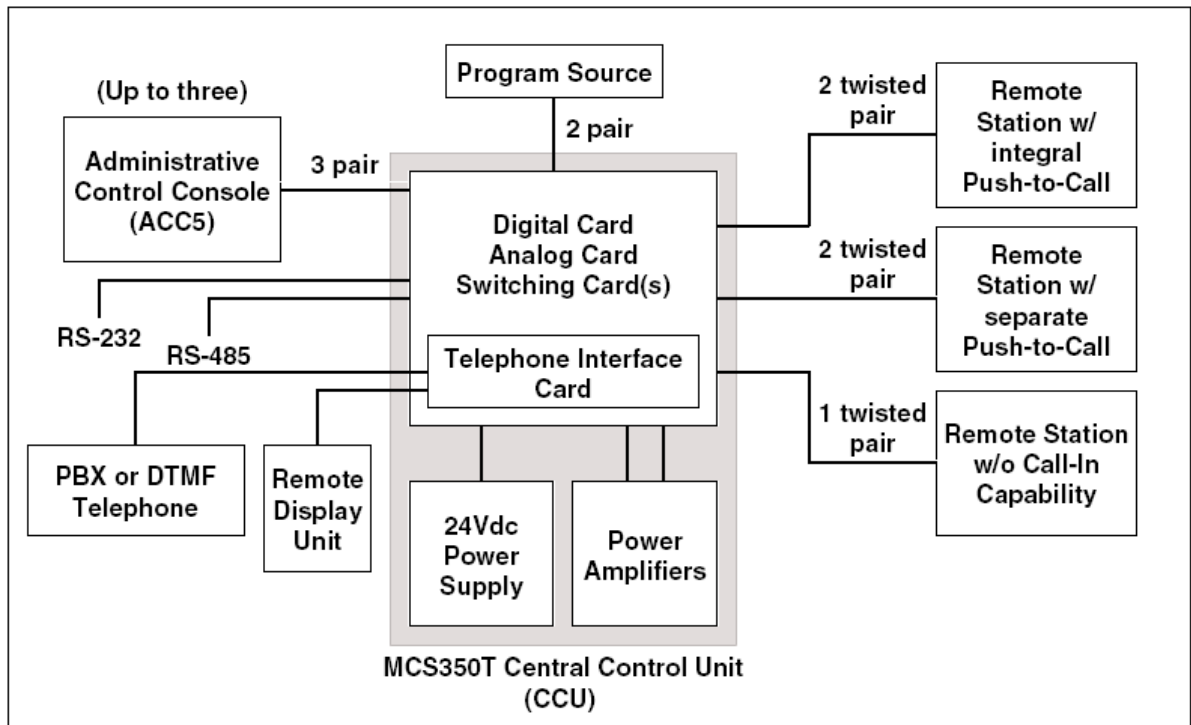 (Up to three)
Administrative
Control Console
(ACC5)
3 pair
Program Source
2 pair
Digital Card
Analog Card
Switching Card(s)
Telephone Interface
Card
RS-232
RS-485
PBX or DTMF
Telephone
Remote
Display
Unit
24Vdc
Power
Supply
Power
Amplifiers
MCS350T Central Control Unit
(CCU)
2 twisted
pair
Remote
Station w/
integral
Push-to-Call
2 twisted
pair
Remote
Station w/
separate
Push-to-Call
1 twisted
pair
Remote Station
w/o Call-In
Capability